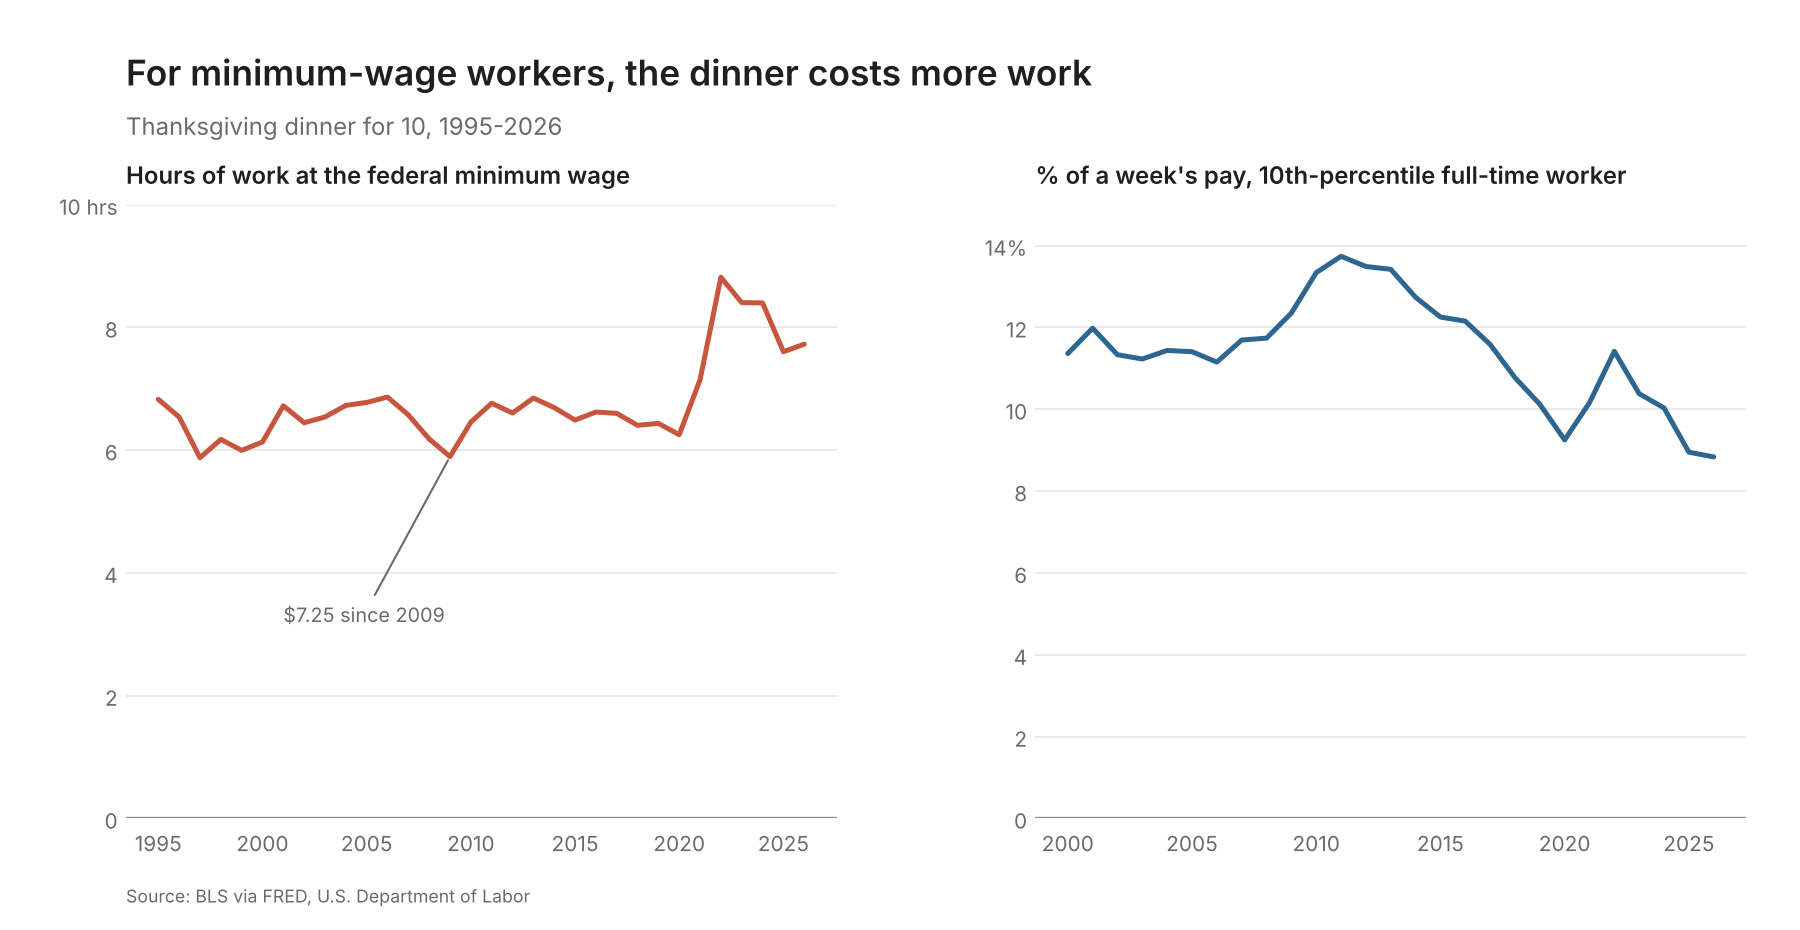 For minimum-wage workers, the dinner costs more work
Thanksgiving dinner for 10, 1995-2026
Hours of work at the federal minimum wage
10 hrs
8
6
4
2
0
$7.25 since 2009
1995 2000 2005 2010 2015 2020 2025
% of a week's pay, 10th-percentile full-time worker
14%
12
10
8
6
4
2
0
2000 2005 2010 2015 2020 2025
Source: BLS via FRED, U.S. Department of Labor